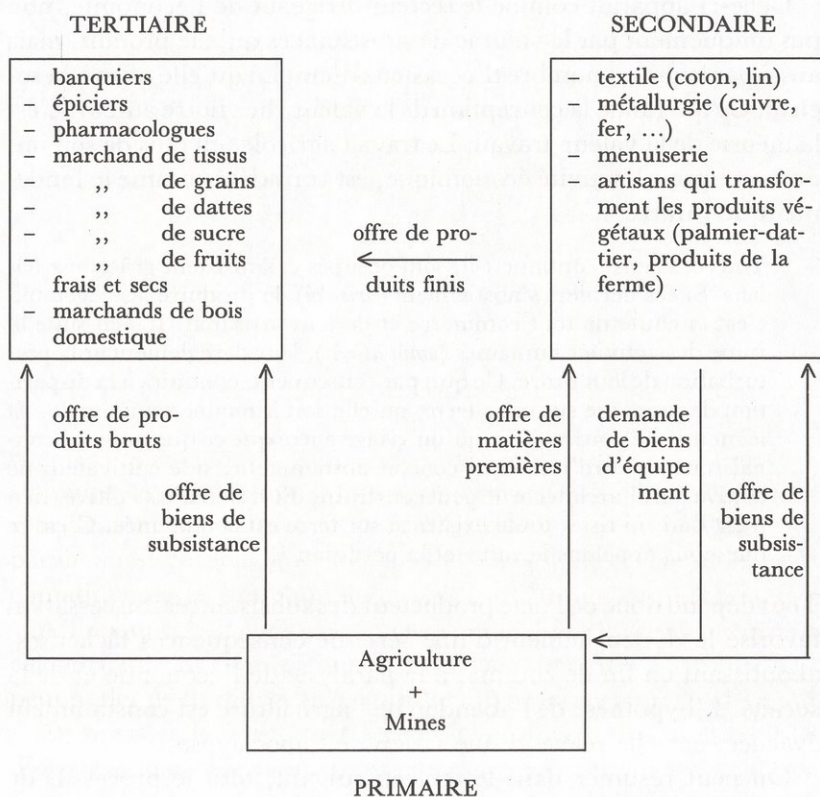 TERTIAIRE
– banquiers
– épiciers
– pharmacologues
– marchand de tissus
– ,, de grains
– ,, de dattes
– ,, de sucre
– ,, de fruits
frais et secs
– marchands de bois
domestique
SECONDAIRE
– textile (coton, lin)
– métallurgie (cuivre,
fer, ...)
– menuiserie
– artisans qui transfor-
ment les produits vé-
gétaux (palmier-dat-
tier, produits de la
ferme)
offre de pro-
duits finis
offre de pro-
duits bruts
offre de
biens de
subsistance
offre de
matières
premières
demande
de biens
d'équipe
ment
offre de
biens de
subsis-
tance
Agriculture
+
Mines
PRIMAIRE